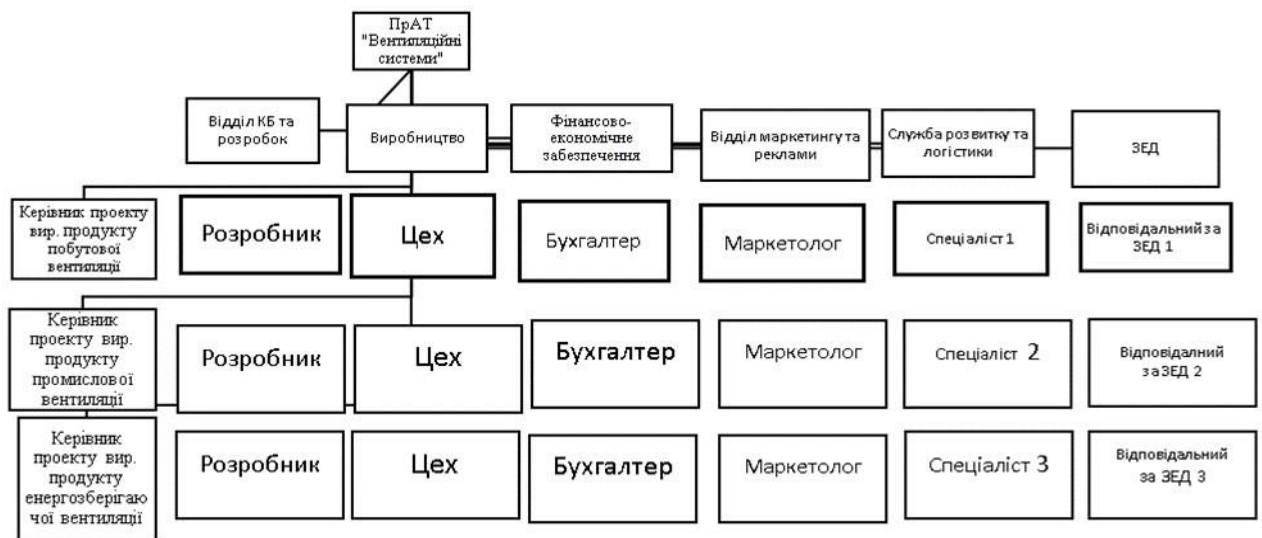 ПрАТ
"Вентиляційні
системи"
Відділ КБ та
розробок
Виробництво
Фінансово-
економічне
забезпечення
Відділ маркетингу та
реклами
Служба розвитку та
логістики
ЗЕД
Керівник проекту
вир. продукту
побутової
вентиляції
Розробник
Цех
Бухгалтер
Маркетолог
Спеціаліст 1
Відповідальний за
ЗЕД 1
Керівник
проекту вир.
продукту
промислової
вентиляції
Розробник
Цех
Бухгалтер
Маркетолог
Спеціаліст 2
Відповідалний
за ЗЕД 2
Керівник
проекту вир.
продукту
енергозберігаю
чої вентиляції
Розробник
Цех
Бухгалтер
Маркетолог
Спеціаліст 3
Відповідальний
за ЗЕД 3